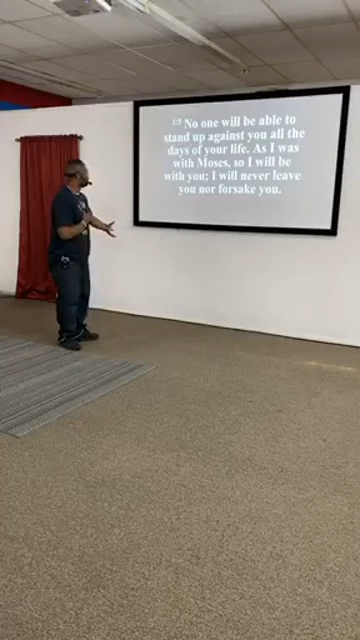 1:5 No one will be able to
stand up against you all the
days of your life. As I was
with Moses, so I will be
with you; I will never leave
you nor forsake you.